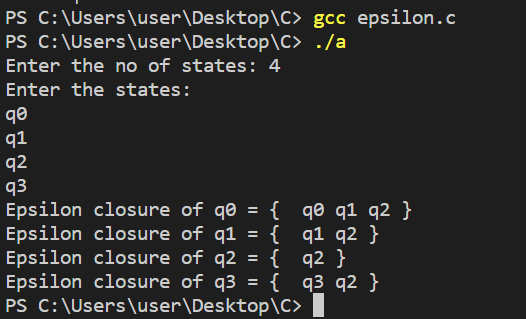 PS C:\Users\user\Desktop\C> gcc epsilon.c
PS C:\Users\user\Desktop\C> ./a
Enter the no of states: 4
Enter the states:
q0
q1
q2
q3
Epsilon closure of q0 = {  q0 q1 q2 }
Epsilon closure of q1 = {  q1 q2 }
Epsilon closure of q2 = {  q2 }
Epsilon closure of q3 = {  q3 q2 }
PS C:\Users\user\Desktop\C>